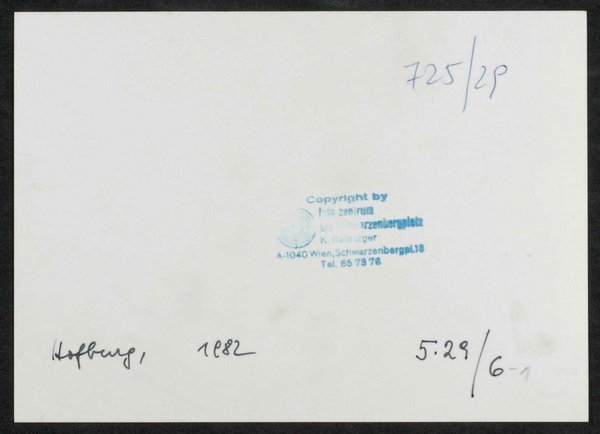 725/29
Copyright by
foto zentrum
schwarzenbergplatz
K.
A-1040 Wien, Schwarzenbergpl.18
Tel. 65 73 76
Hofburg, 1982 5.29/6-1